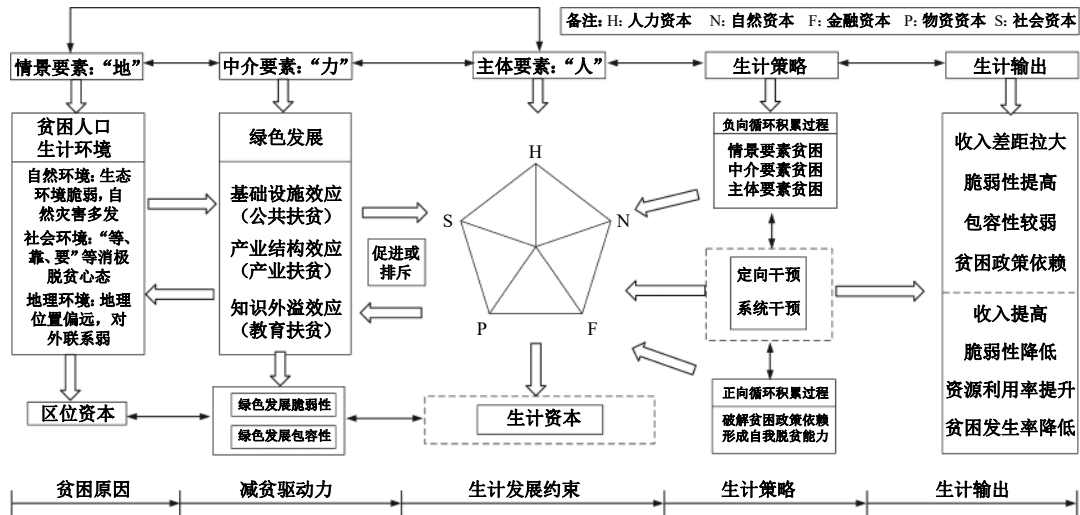 备注：H：人力资本 N：自然资本 F：金融资本 P：物资资本 S：社会资本
情景要素：“地”
中介要素：“力”
主体要素：“人”
生计策略
生计输出
贫困人口
生计环境
自然环境：生态
环境脆弱，自
然灾害多发
社会环境：“等、
靠、要”等消极
脱贫心态
地理环境：地理
位置偏远，对
外联系弱
区位资本
绿色发展
基础设施效应
（公共扶贫）
产业结构效应
（产业扶贫）
知识外溢效应
（教育扶贫）
绿色发展脆弱性
绿色发展包容性
促进或
排斥
H
S
N
P
F
生计资本
负向循环积累过程
情景要素贫困
中介要素贫困
主体要素贫困
定向干预
系统干预
正向循环积累过程
破解贫困政策依赖
形成自我脱贫能力
收入差距拉大
脆弱性提高
包容性较弱
贫困政策依赖
收入提高
脆弱性降低
资源利用率提升
贫困发生率降低
贫困原因
减贫驱动力
生计发展约束
生计策略
生计输出